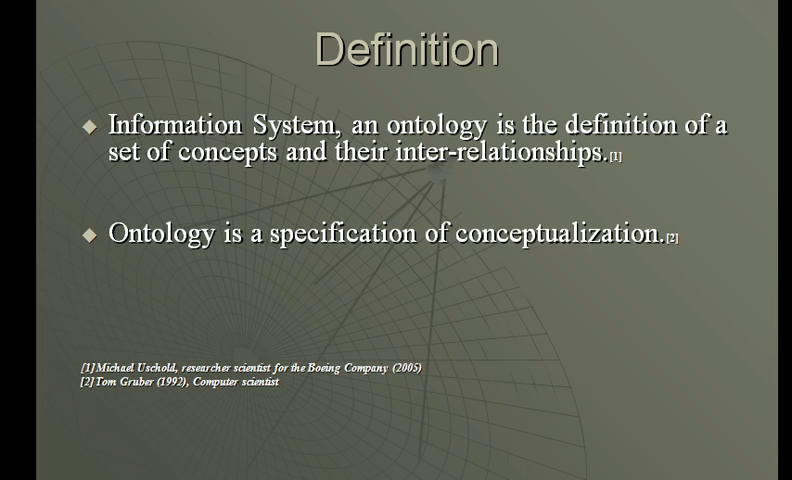 Definition
Information System, an ontology is the definition of a
set of concepts and their inter-relationships.[1]
Ontology is a specification of conceptualization.[2]
[1]Michael Uschold, researcher scientist for the Boeing Company (2005)
[2]Tom Gruber (1992), Computer scientist